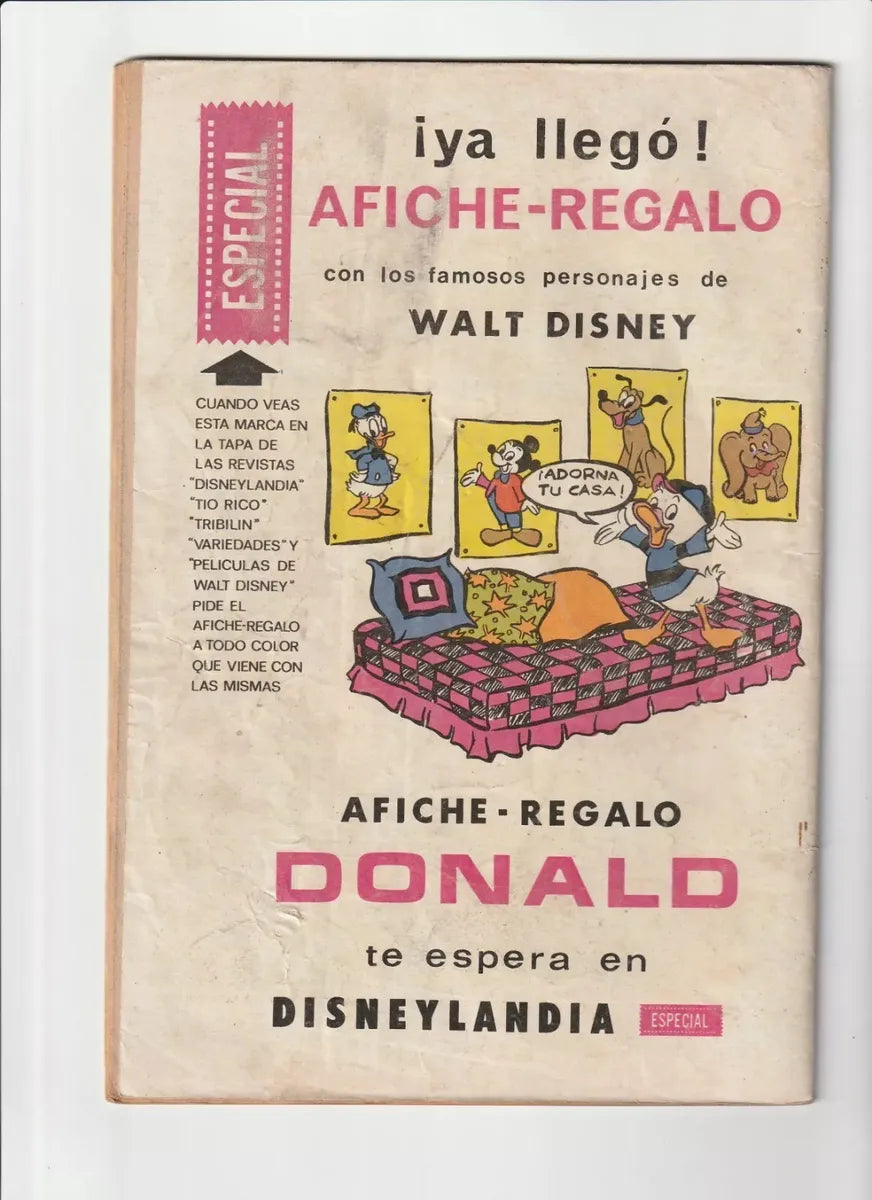 ESPECIAL
¡ya llegó!
AFICHE-REGALO
con los famosos personajes de
WALT DISNEY
CUANDO VEAS
ESTA MARCA EN
LA TAPA DE
LAS REVISTAS
"DISNEYLANDIA"
"TIO RICO"
"TRIBILIN"
"VARIEDADES" Y
"PELICULAS DE
WALT DISNEY"
PIDE EL
AFICHE-REGALO
A TODO COLOR
QUE VIENE CON
LAS MISMAS
¡ADORNA
TU CASA!
AFICHE-REGALO
DONALD
te espera en
DISNEYLANDIA ESPECIAL